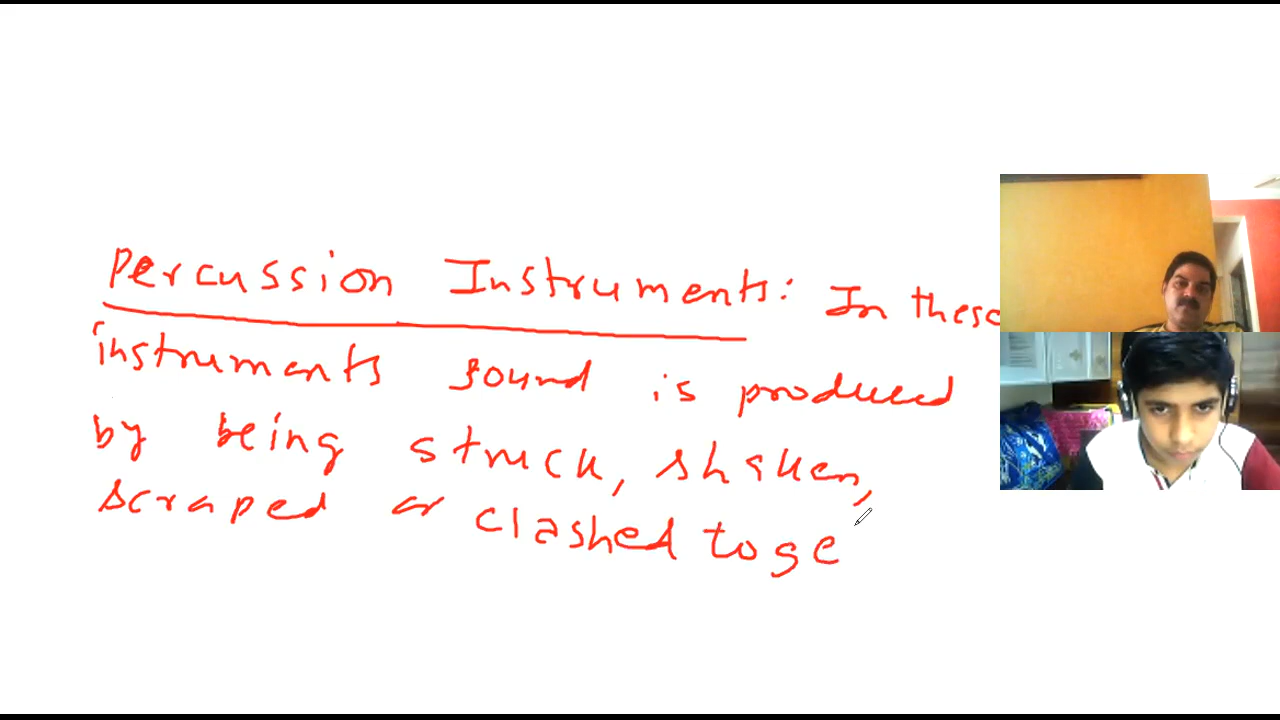 Percussion Instruments: In these
instruments sound is produced
by being struck, shaken,
scraped or clashed toge